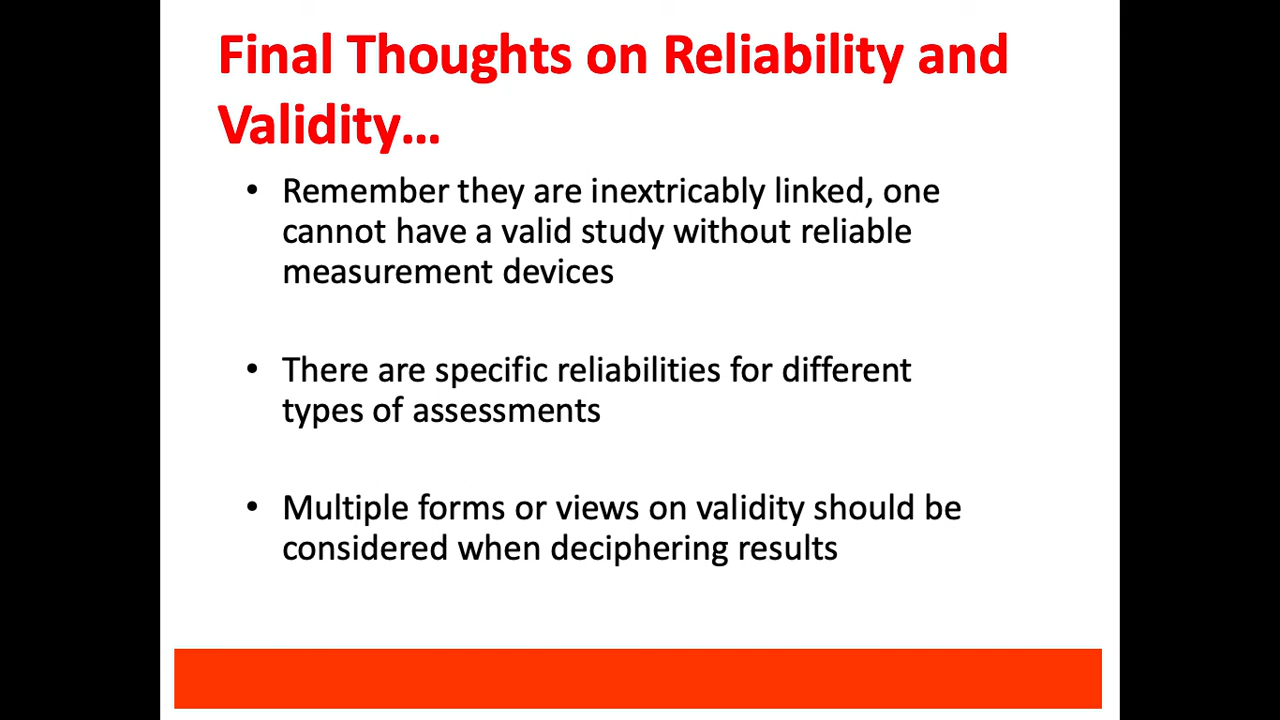 Final Thoughts on Reliability and
Validity...
• Remember they are inextricably linked, one
cannot have a valid study without reliable
measurement devices
• There are specific reliabilities for different
types of assessments
• Multiple forms or views on validity should be
considered when deciphering results